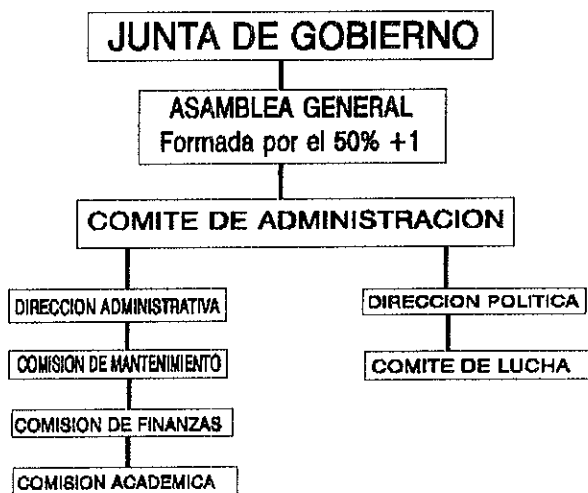 JUNTA DE GOBIERNO
ASAMBLEA GENERAL
Formada por el 50% +1
COMITE DE ADMINISTRACION
DIRECCION ADMINISTRATIVA
DIRECCION POLITICA
COMISION DE MANTENIMIENTO
COMITE DE LUCHA
COMISION DE FINANZAS
COMISION ACADEMICA